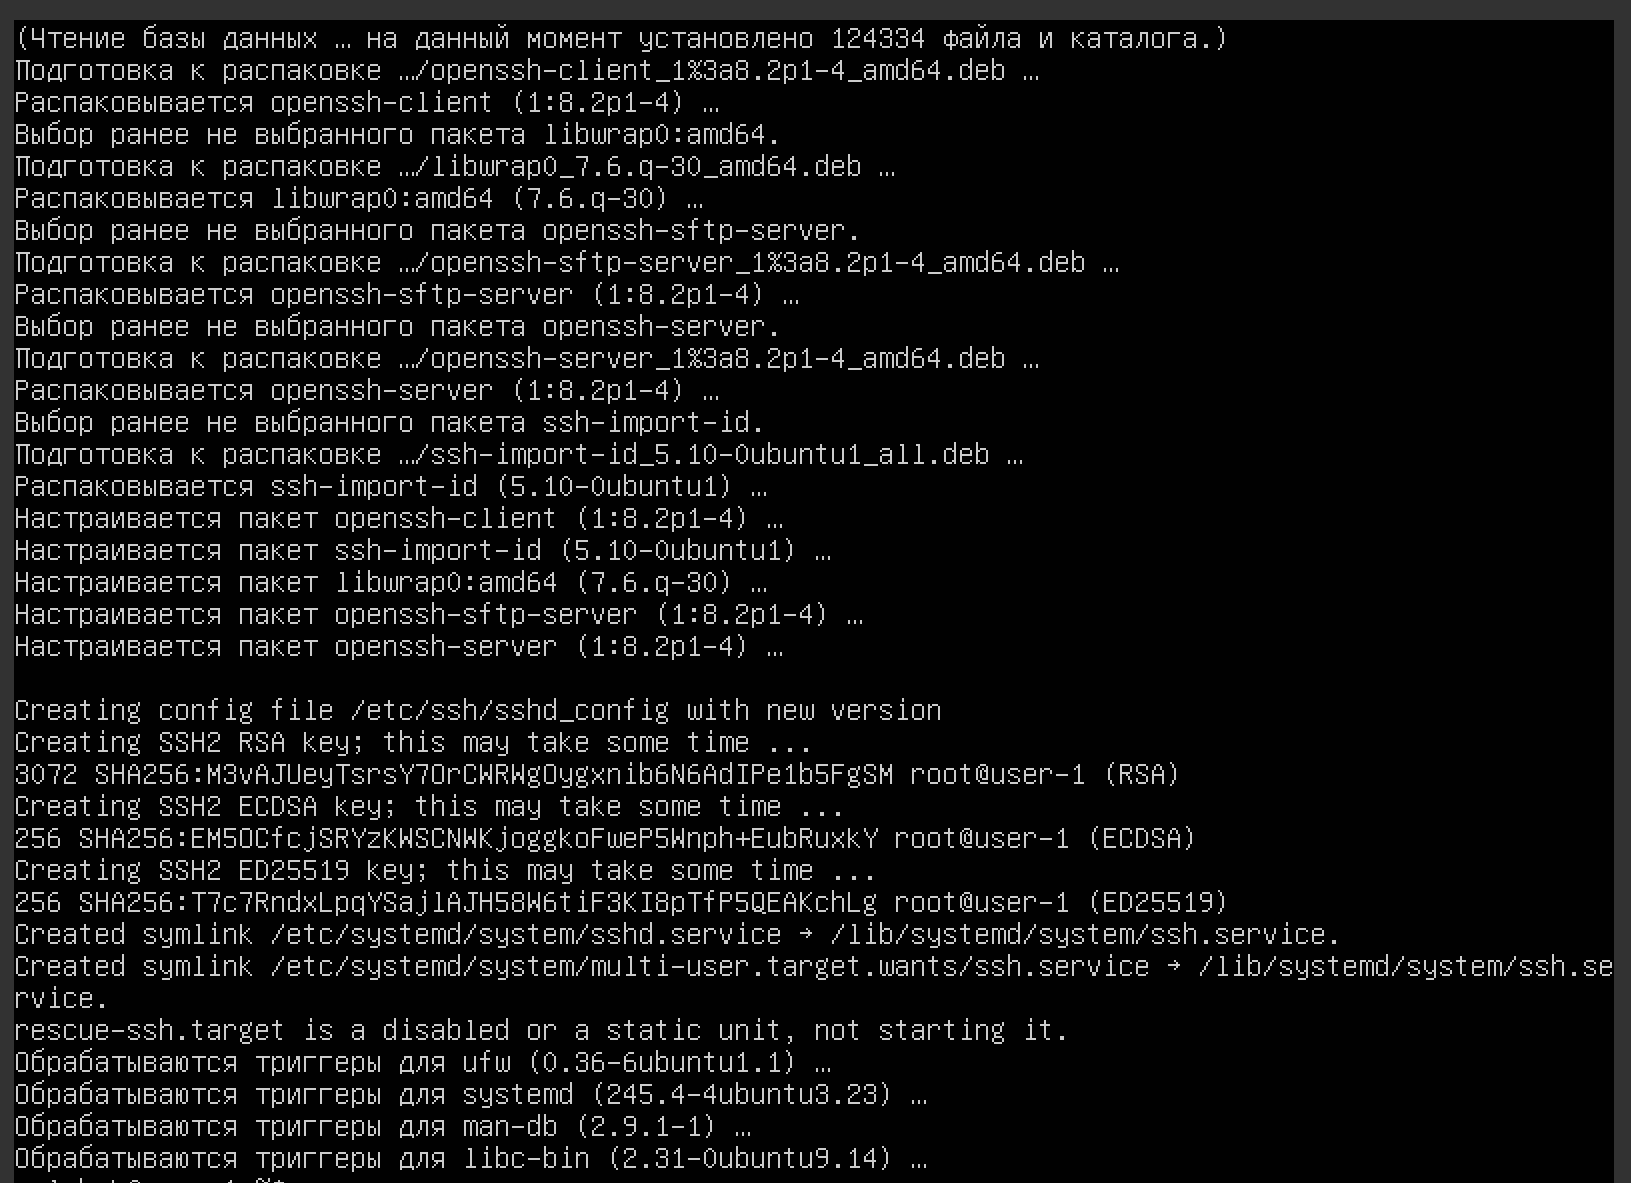 (Чтение базы данных … на данный момент установлено 124334 файла и каталога.)
Подготовка к распаковке …/openssh-client_1%3a8.2p1-4_amd64.deb …
Распаковывается openssh-client (1:8.2p1-4) …
Выбор ранее не выбранного пакета libwrap0:amd64.
Подготовка к распаковке …/libwrap0_7.6.q-30_amd64.deb …
Распаковывается libwrap0:amd64 (7.6.q-30) …
Выбор ранее не выбранного пакета openssh-sftp-server.
Подготовка к распаковке …/openssh-sftp-server_1%3a8.2p1-4_amd64.deb …
Распаковывается openssh-sftp-server (1:8.2p1-4) …
Выбор ранее не выбранного пакета openssh-server.
Подготовка к распаковке …/openssh-server_1%3a8.2p1-4_amd64.deb …
Распаковывается openssh-server (1:8.2p1-4) …
Выбор ранее не выбранного пакета ssh-import-id.
Подготовка к распаковке …/ssh-import-id_5.10-0ubuntu1_all.deb …
Распаковывается ssh-import-id (5.10-0ubuntu1) …
Настраивается пакет openssh-client (1:8.2p1-4) …
Настраивается пакет ssh-import-id (5.10-0ubuntu1) …
Настраивается пакет libwrap0:amd64 (7.6.q-30) …
Настраивается пакет openssh-sftp-server (1:8.2p1-4) …
Настраивается пакет openssh-server (1:8.2p1-4) …

Creating config file /etc/ssh/sshd_config with new version
Creating SSH2 RSA key; this may take some time ...
3072 SHA256:M3vAJUeyTsrsY7OrCWRWgOygxnib6N6AdIPe1b5FgSM root@user-1 (RSA)
Creating SSH2 ECDSA key; this may take some time ...
256 SHA256:EM5OCfcjSRYzKWSCNWKjoggkoFweP5Wnph+EubRuxkY root@user-1 (ECDSA)
Creating SSH2 ED25519 key; this may take some time ...
256 SHA256:T7c7RndxLpqYSajlAJH58W6tiF3KI8pTfP5QEAKchLg root@user-1 (ED25519)
Created symlink /etc/systemd/system/sshd.service → /lib/systemd/system/ssh.service.
Created symlink /etc/systemd/system/multi-user.target.wants/ssh.service → /lib/systemd/system/ssh.se
rvice.
rescue-ssh.target is a disabled or a static unit, not starting it.
Обрабатываются триггеры для ufw (0.36-6ubuntu1.1) …
Обрабатываются триггеры для systemd (245.4-4ubuntu3.23) …
Обрабатываются триггеры для man-db (2.9.1-1) …
Обрабатываются триггеры для libc-bin (2.31-0ubuntu9.14) …